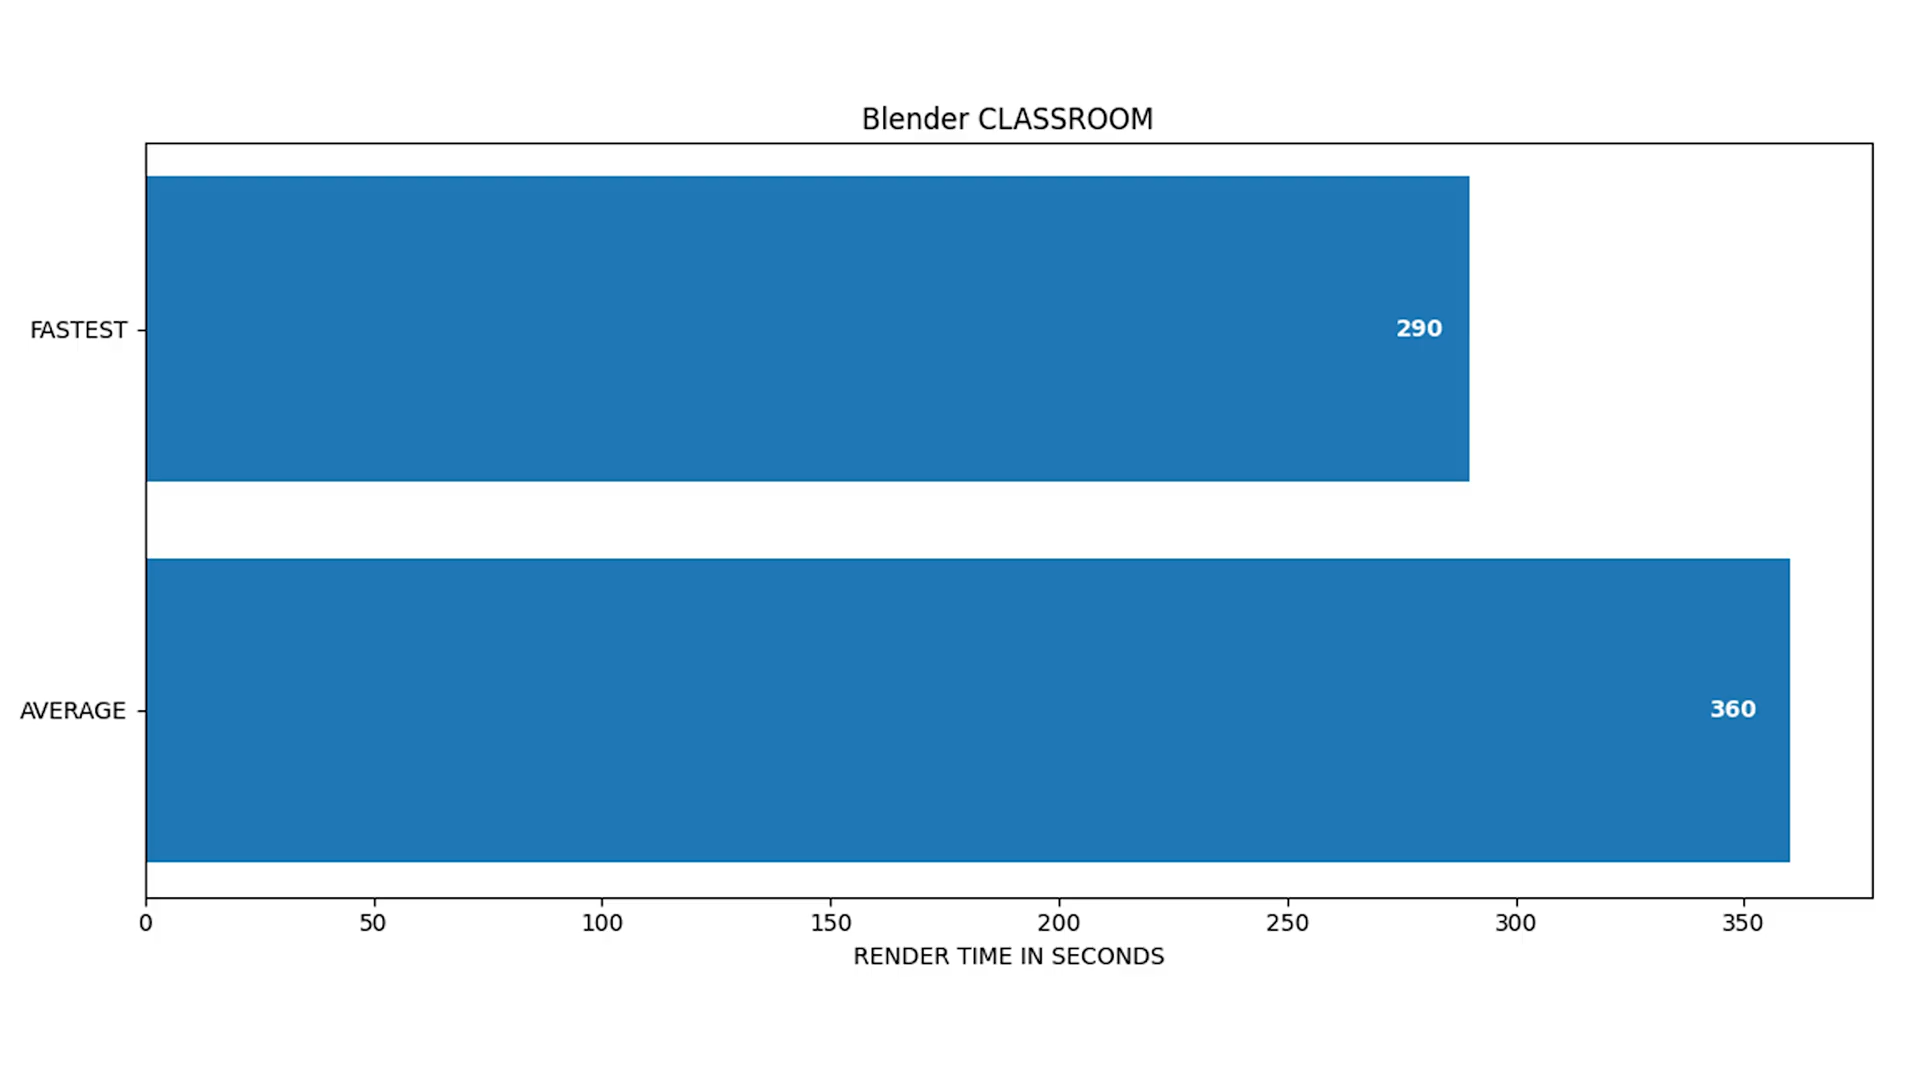 Blender CLASSROOM
FASTEST
290
AVERAGE
360
0 50 100 150 200 250 300 350
RENDER TIME IN SECONDS